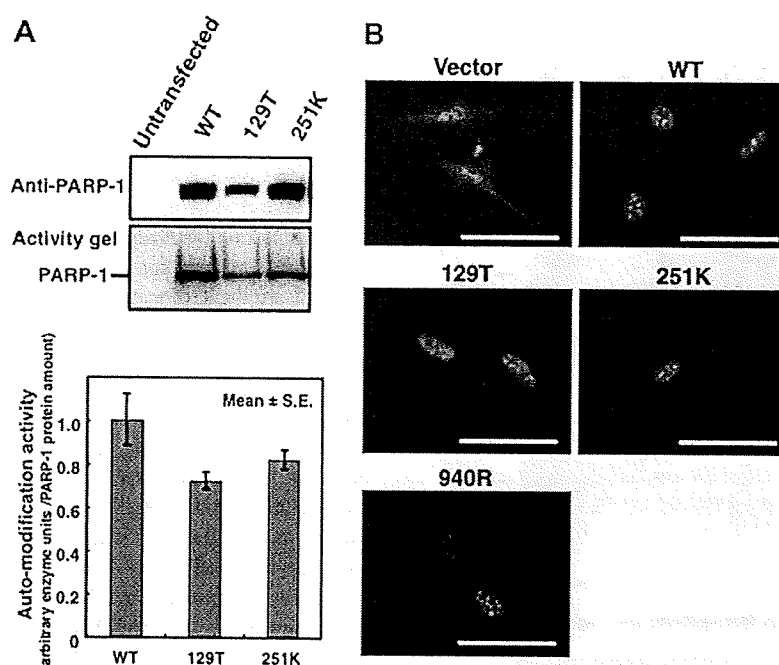 A
Untransfected
WT
129T
251K
Anti-PARP-1
Activity gel
PARP-1
Auto-modification activity
(arbitrary enzyme units /PARP-1 protein amount)
Mean ± S.E.
1.0
0.8
0.6
0.4
0.2
0
WT
129T
251K
B
Vector
WT
129T
251K
940R